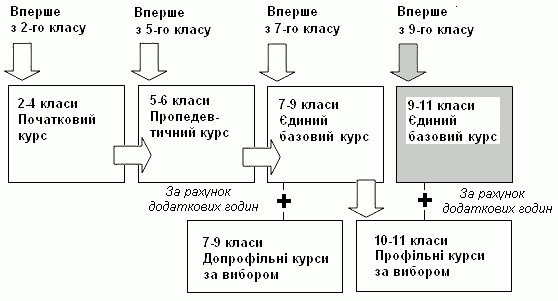 Вперше
з 2-го класу
Вперше
з 5-го класу
Вперше
з 7-го класу
Вперше
з 9-го класу
2-4 класи
Початковий
курс
5-6 класи
Пропедев-
тичний курс
7-9 класи
Єдиний
базовий курс
9-11 класи
Єдиний
базовий курс
За рахунок
додаткових годин
За рахунок
додаткових годин
7-9 класи
Допрофільні курси
за вибором
10-11 класи
Профільні курси
за вибором